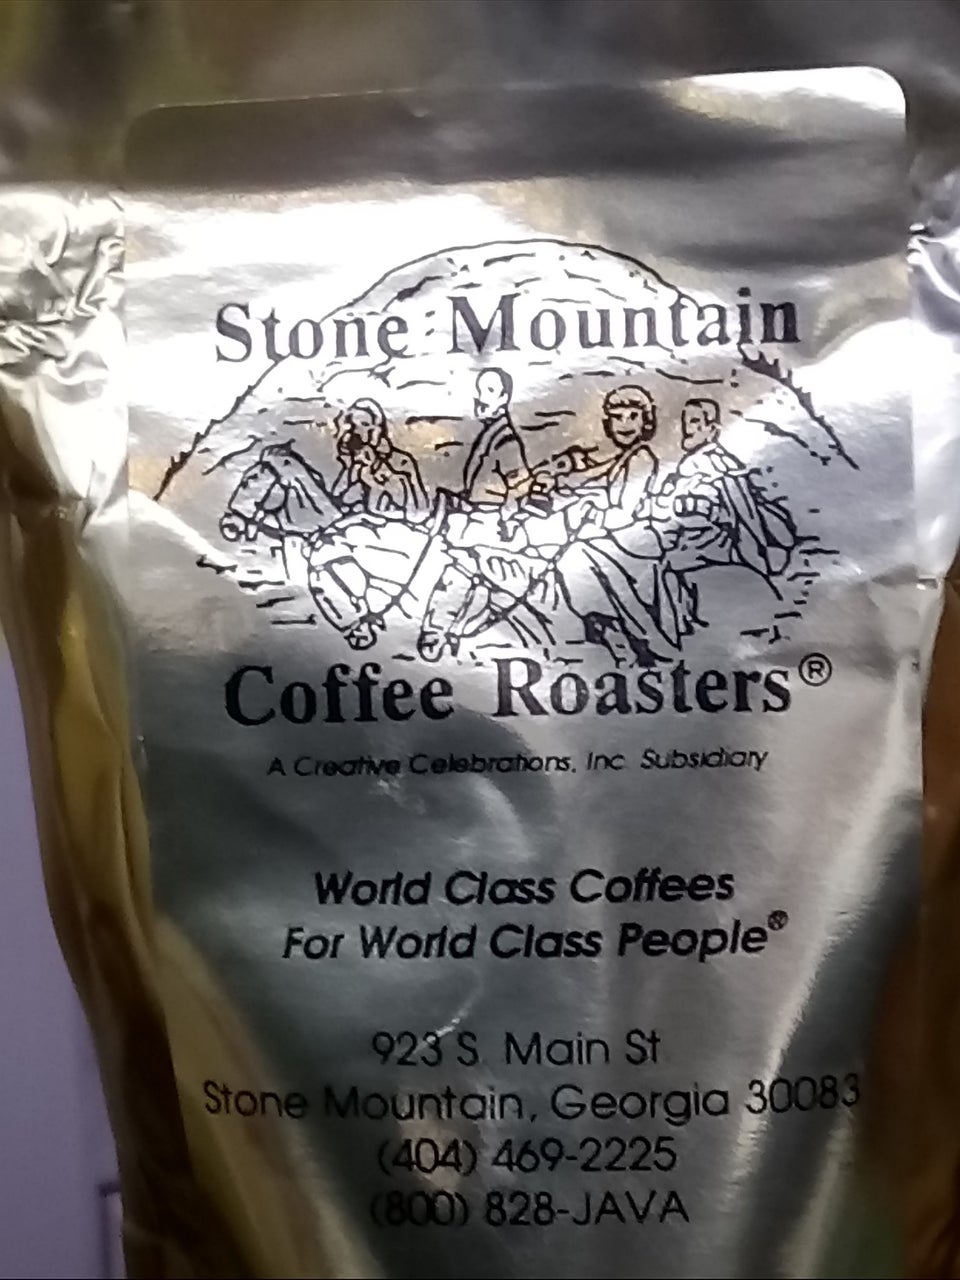 Stone Mountain
Coffee Roasters®
A Creative Celebrations, Inc Subsidiary
World Class Coffees
For World Class People®
923 S. Main St
Stone Mountain, Georgia 30083
(404) 469-2225
(800) 828-JAVA